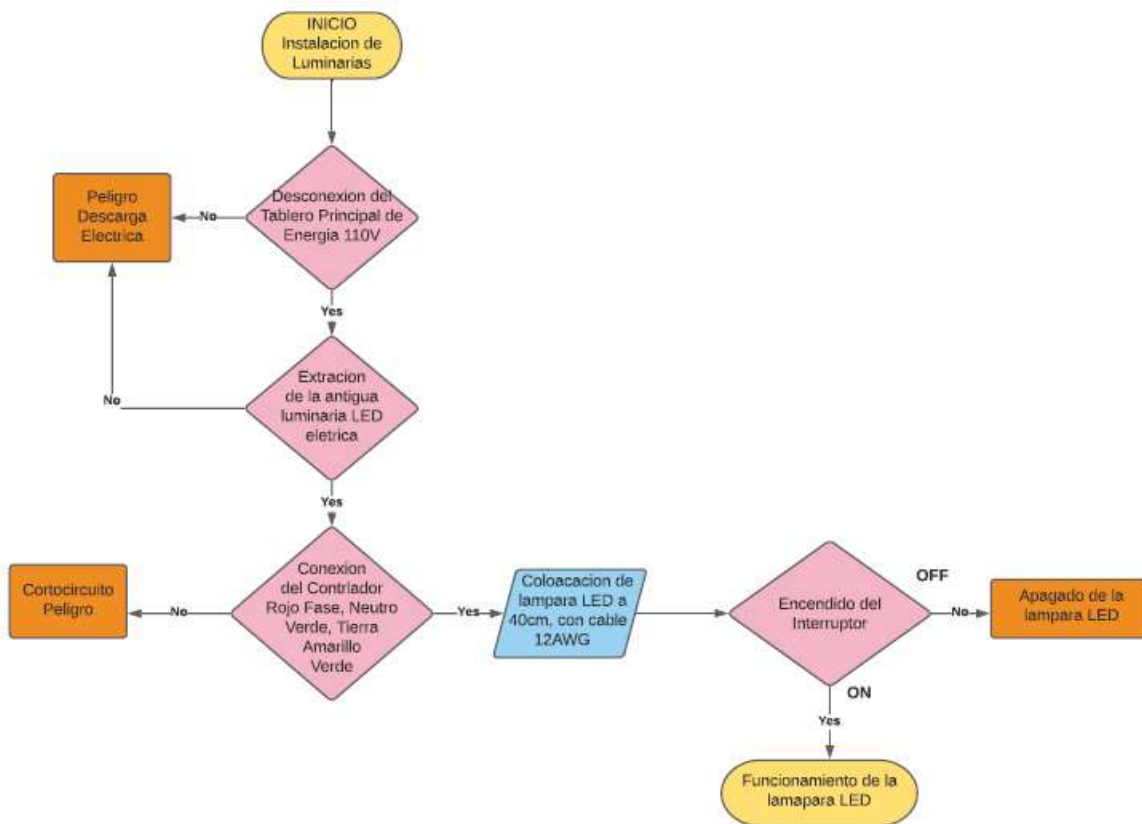 INICIO
Instalacion de
Luminarias
Desconexion del
Tablero Principal de
Energia 110V
No
Peligro
Descarga
Electrica
Yes
Extracion
de la antigua
luminaria LED
eletrica
No
Yes
Conexion
del Contrlador
Rojo Fase, Neutro
Verde, Tierra
Amarillo
Verde
No
Cortocircuito
Peligro
Yes
Coloacacion de
lampara LED a
40cm, con cable
12AWG
Encendido del
Interruptor
OFF
No
Apagado de la
lampara LED
ON
Yes
Funcionamiento de la
lamapara LED